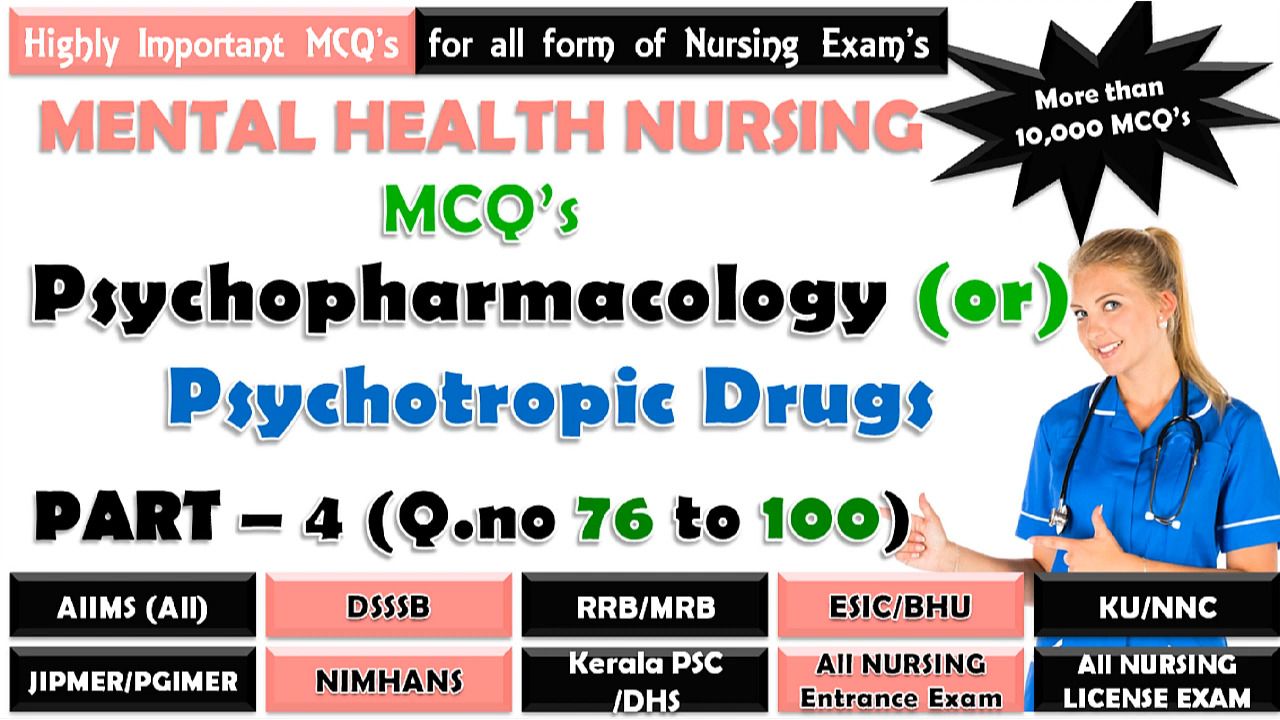 Highly Important MCQ's for all form of Nursing Exam's
More than
10,000 MCQ's
MENTAL HEALTH NURSING
MCQ's
Psychopharmacology (or)
Psychotropic Drugs
PART – 4 (Q.no 76 to 100)
AIIMS (All) DSSSB RRB/MRB ESIC/BHU KU/NNC
JIPMER/PGIMER NIMHANS Kerala PSC
/DHS
All NURSING
Entrance Exam
All NURSING
LICENSE EXAM